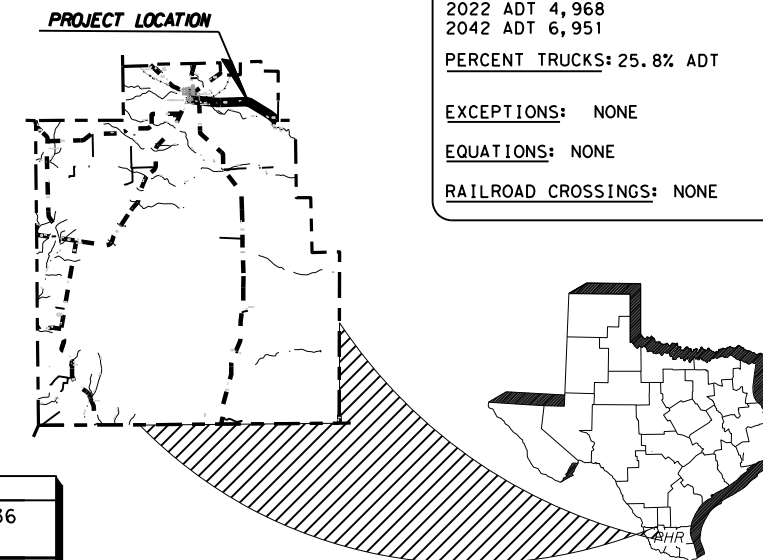 PROJECT LOCATION
2022 ADT 4,968
2042 ADT 6,951
PERCENT TRUCKS: 25.8% ADT
EXCEPTIONS: NONE
EQUATIONS: NONE
RAILROAD CROSSINGS: NONE
PHR